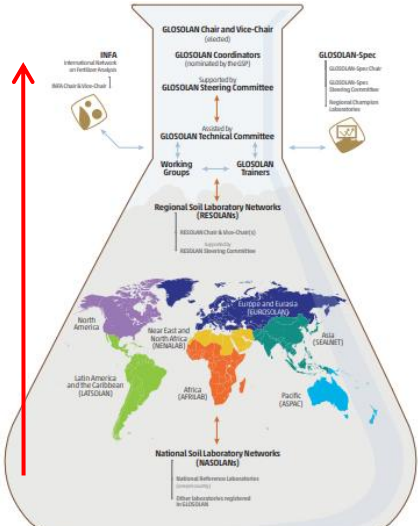 GLOSOLAN Chair and Vice-Chair
(elected)
GLOSOLAN Coordinators
(nominated by the GSP)
Supported by
GLOSOLAN Steering Committee
INFA
International Network
on Fertilizer Analysis
INFA Chair & Vice-Chair
GLOSOLAN-Spec
GLOSOLAN-Spec Chair
GLOSOLAN-Spec
Steering Committee
Regional Champion
Laboratories
Assisted by
GLOSOLAN Technical Committee
Working
Groups
GLOSOLAN
Trainers
Regional Soil Laboratory Networks
(RESOLANs)
RESOLAN Chair & Vice-Chair(s)
Supported by
RESOLAN Steering Committee
North
America
Europe and Eurasia
(EUROSOLAN)
Near East and
North Africa
(NENALAB)
Asia
(SEALNET)
Latin America
and the Caribbean
(LATSOLAN)
Africa
(AFRILAB)
Pacific
(ASPAC)
National Soil Laboratory Networks
(NASOLANs)
National Reference Laboratories
Other laboratories registered
in GLOSOLAN